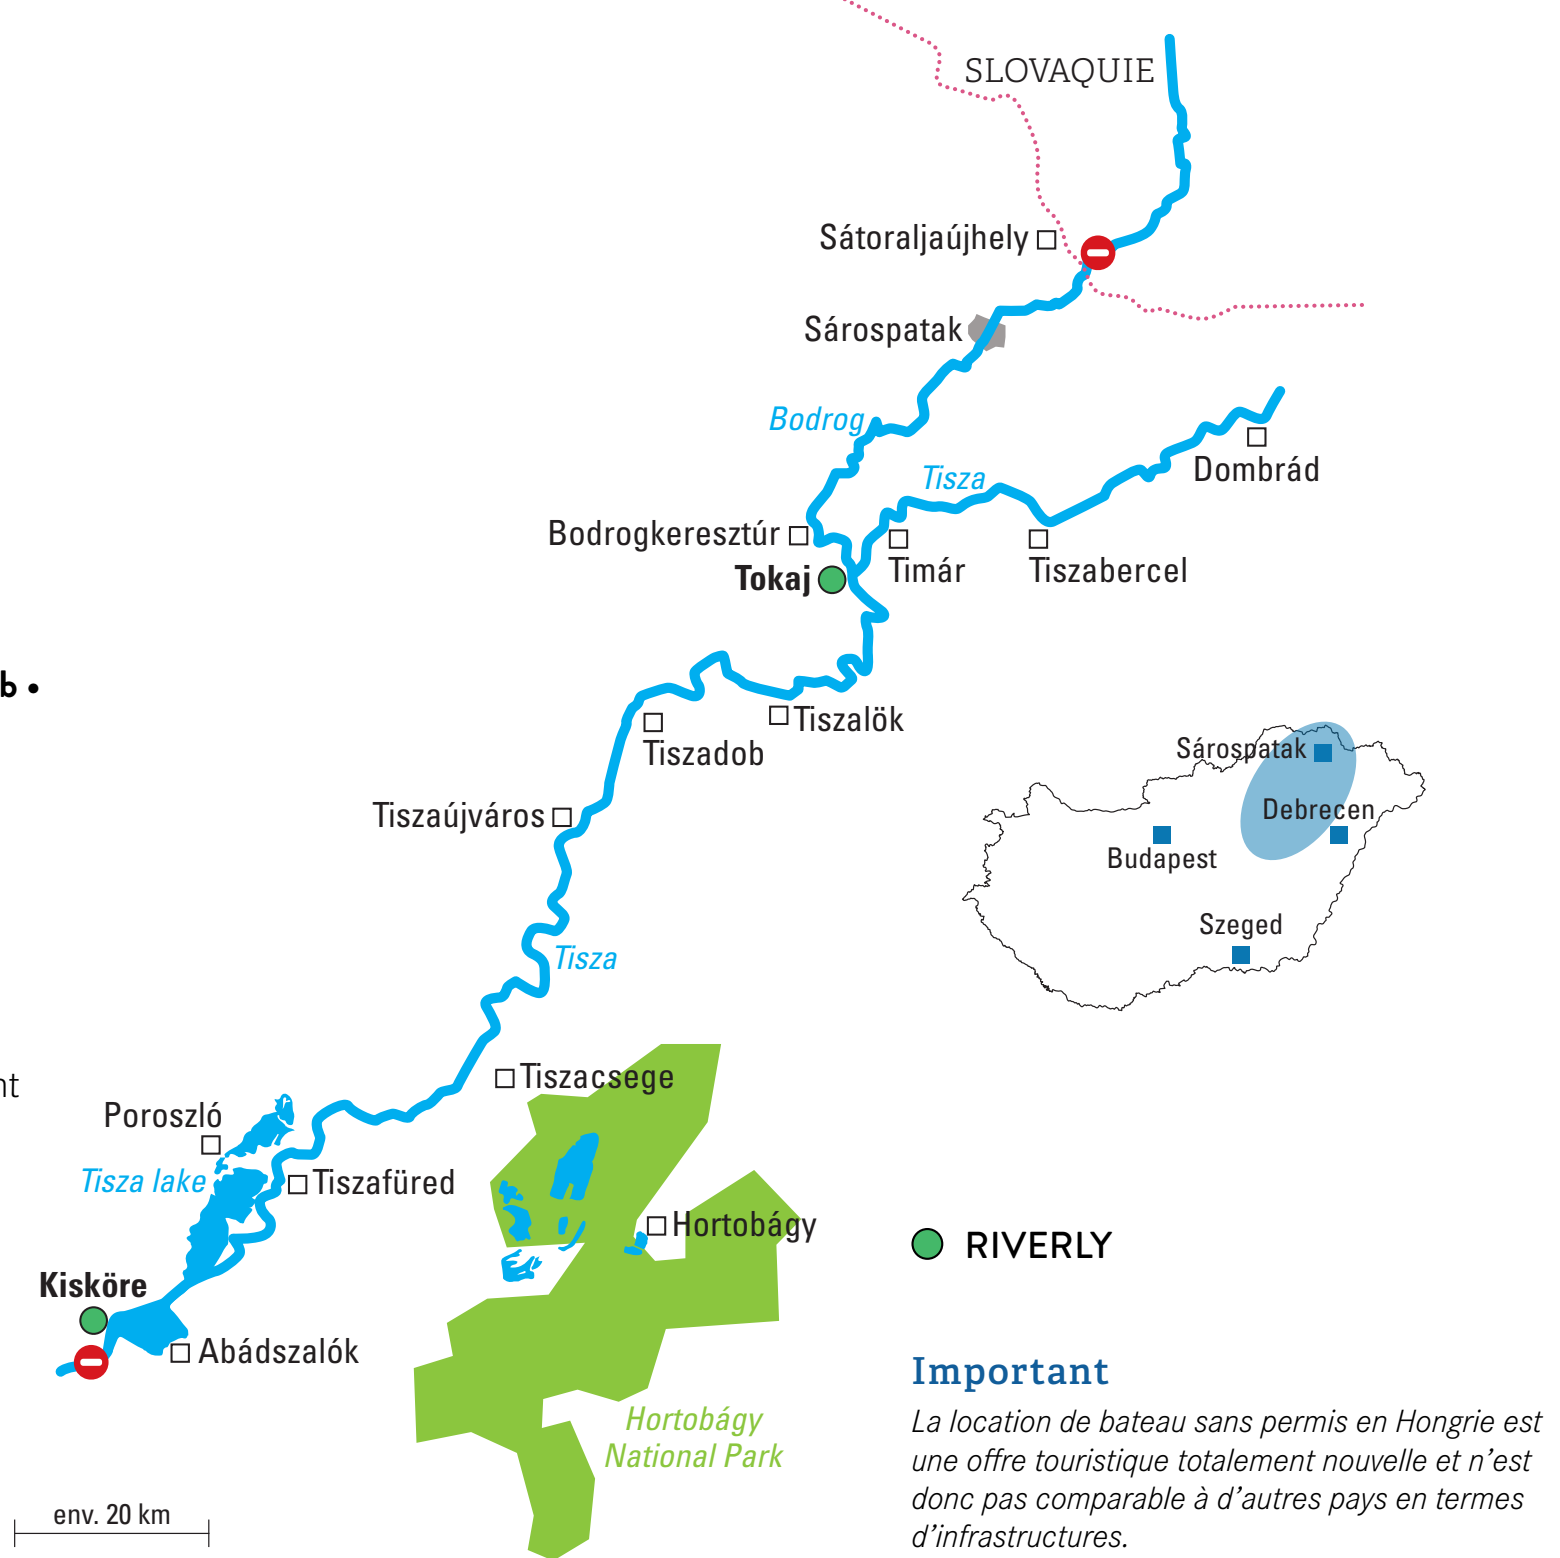 SLOVAQUIE
Sátoraljaújhely
Sárospatak
Bodrog
Tisza
Dombrád
Bodrogkeresztúr
Timár
Tiszabercel
Tokaj
b •
Tiszalök
Tiszadob
Sárospatak
Debrecen
Budapest
Szeged
Tiszaújváros
Tisza
nt
Tiszacsege
Poroszló
Tisza lake
Tiszafüred
Hortobágy
RIVERLY
Kisköre
Abádszalók
Hortobágy
National Park
env. 20 km
Important
La location de bateau sans permis en Hongrie est
une offre touristique totalement nouvelle et n’est
donc pas comparable à d’autres pays en termes
d’infrastructures.